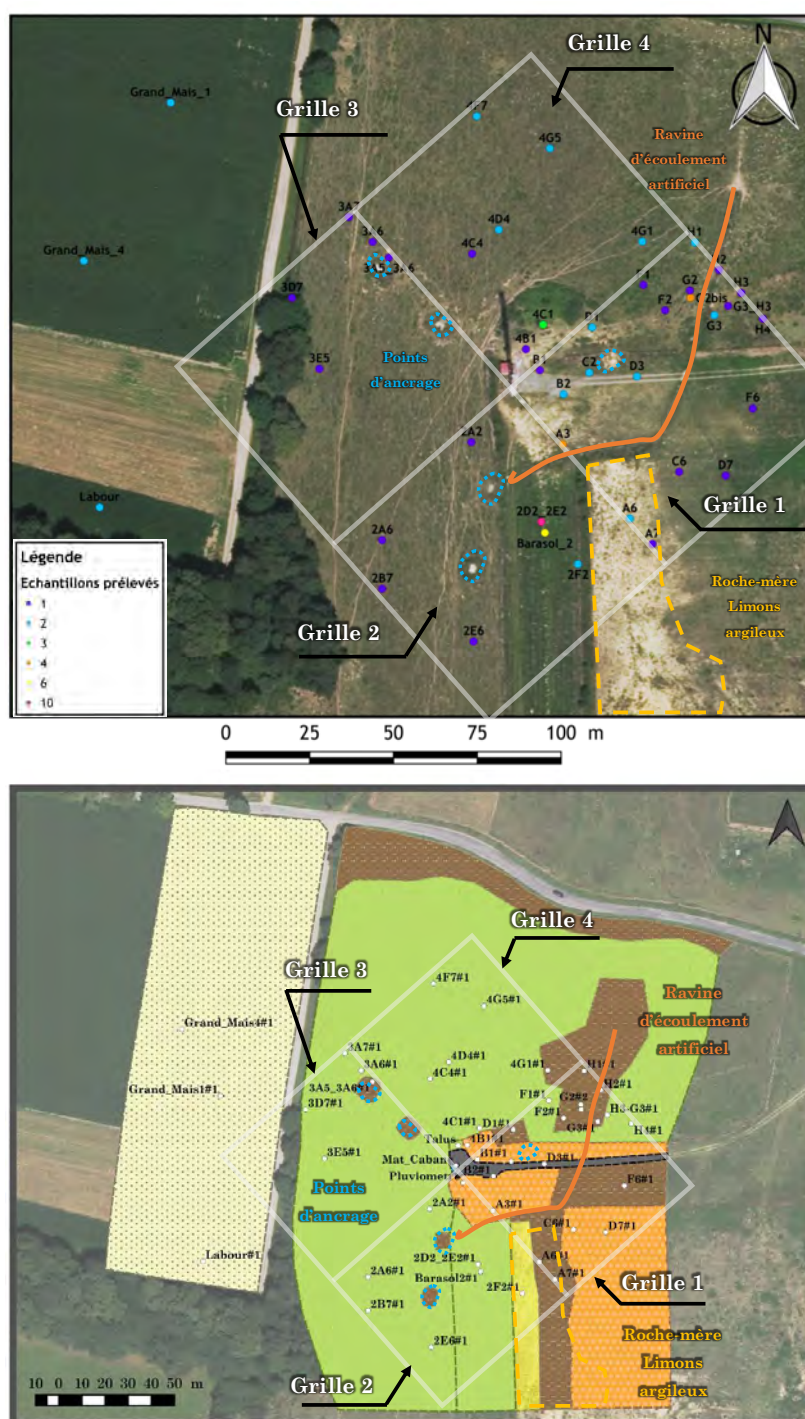 Grille 4
N
Grand_Mais_1
4F7
Grille 3
4G5
Ravine
d'écoulement
artificiel
3A7
4D4
3A6
4G1
H1
4C4
Grand_Mais_4
3D7
G2
H3
F2
G2bis
G3_H3
G3
H4
4C1
4B1
3E5
Points
d'ancrage
B1
C2
D3
B2
F6
2A2
A3
C6
D7
Grille 1
Labour
2D2_2E2
A6
Barasol_2
2A6
A7
2F2
Légende
Echantillons prélevés
2B7
Roche-mère
Limons
argileux
1
2
3
4
6
10
Grille 2
2E6
0 25 50 75 100 m
Grille 4
Grille 3
4F7#1
4G5#1
Ravine
d'écoulement
artificiel
Grand_Mais4#1
3A7#1
4D4#1
3A6#1
4G1#1
H1#1
4C4#1
3A5_3A6#1
H2#1
Grand_Mais1#1
3D7#1
F1#1
G2#2
F2#1
H3-G3#1
G3#1
H4#1
4C1#1
D1#1
Talus
4B1#1
3E5#1
Mat_Caban
B1#1
D3#1
Pluviomet
B2#1
F6#1
Points
d'ancrage
2A2#1
A3#1
C6#1
D7#1
Labour#1
2D2_2E2#1
A6#1
2A6#1
Barasol2#1
A7#1
Grille 1
2F2#1
2B7#1
Roche-mère
Limons
argileux
2E6#1
Grille 2
10 0 10 20 30 40 50 m